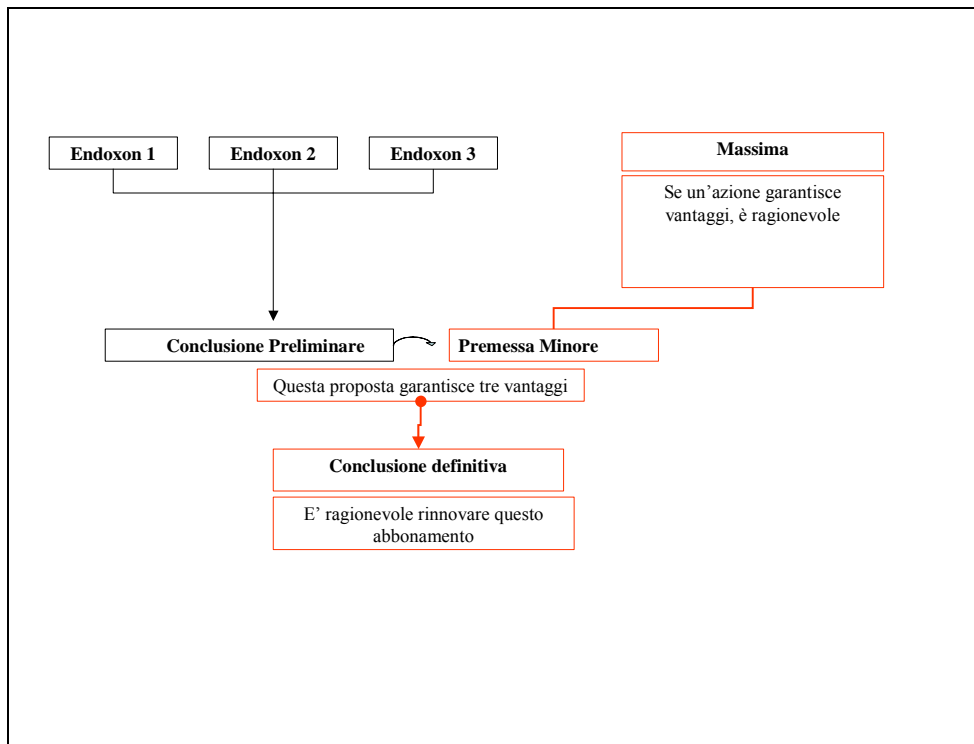 Endoxon 1
Endoxon 2
Endoxon 3
Massima
Se un’azione garantisce
vantaggi, è ragionevole
Conclusione Preliminare
Premessa Minore
Questa proposta garantisce tre vantaggi
Conclusione definitiva
E’ ragionevole rinnovare questo
abbonamento